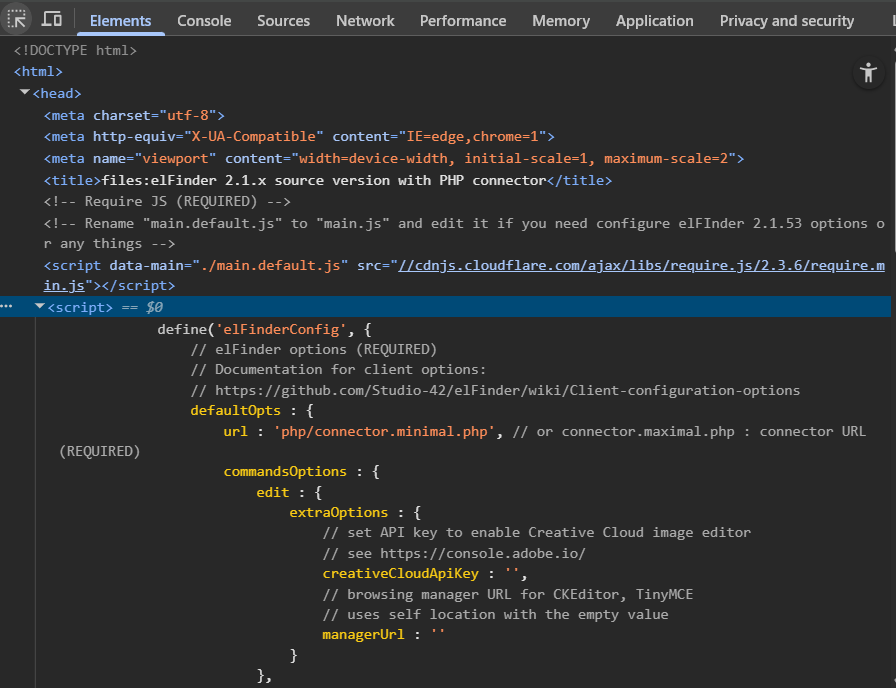 Elements Console Sources Network Performance Memory Application Privacy and security
<!DOCTYPE html>
<html>
<head>
<meta charset="utf-8">
<meta http-equiv="X-UA-Compatible" content="IE=edge,chrome=1">
<meta name="viewport" content="width=device-width, initial-scale=1, maximum-scale=2">
<title>files:elFinder 2.1.x source version with PHP connector</title>
<!-- Require JS (REQUIRED) -->
<!-- Rename "main.default.js" to "main.js" and edit it if you need configure elFInder 2.1.53 options o
r any things -->
<script data-main="./main.default.js" src="//cdnjs.cloudflare.com/ajax/libs/require.js/2.3.6/require.m
in.js"></script>
<script> == $0
define('elFinderConfig', {
// elFinder options (REQUIRED)
// Documentation for client options:
// https://github.com/Studio-42/elFinder/wiki/Client-configuration-options
defaultOpts : {
url : 'php/connector.minimal.php', // or connector.maximal.php : connector URL
(REQUIRED)
commandsOptions : {
edit : {
extraOptions : {
// set API key to enable Creative Cloud image editor
// see https://console.adobe.io/
creativeCloudApiKey : '',
// browsing manager URL for CKEditor, TinyMCE
// uses self location with the empty value
managerUrl : ''
}
},